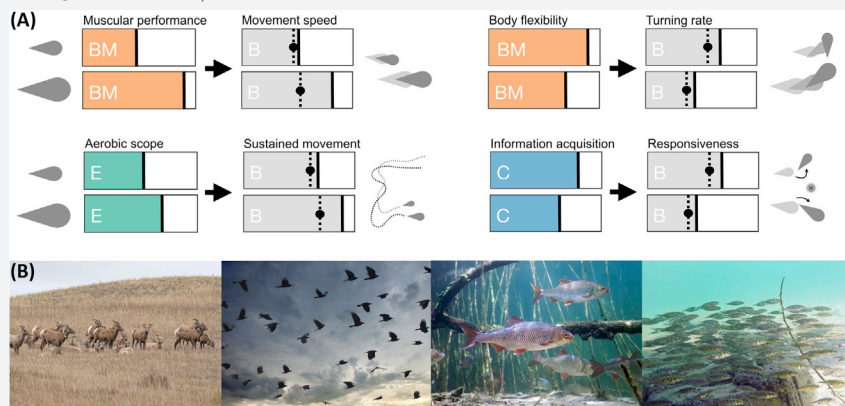 (A)
Muscular performance
Movement speed
Body flexibility
Turning rate
BM
B
BM
B
BM
B
BM
B
Aerobic scope
Sustained movement
Information acquisition
Responsiveness
E
B
C
B
E
B
C
B
(B)